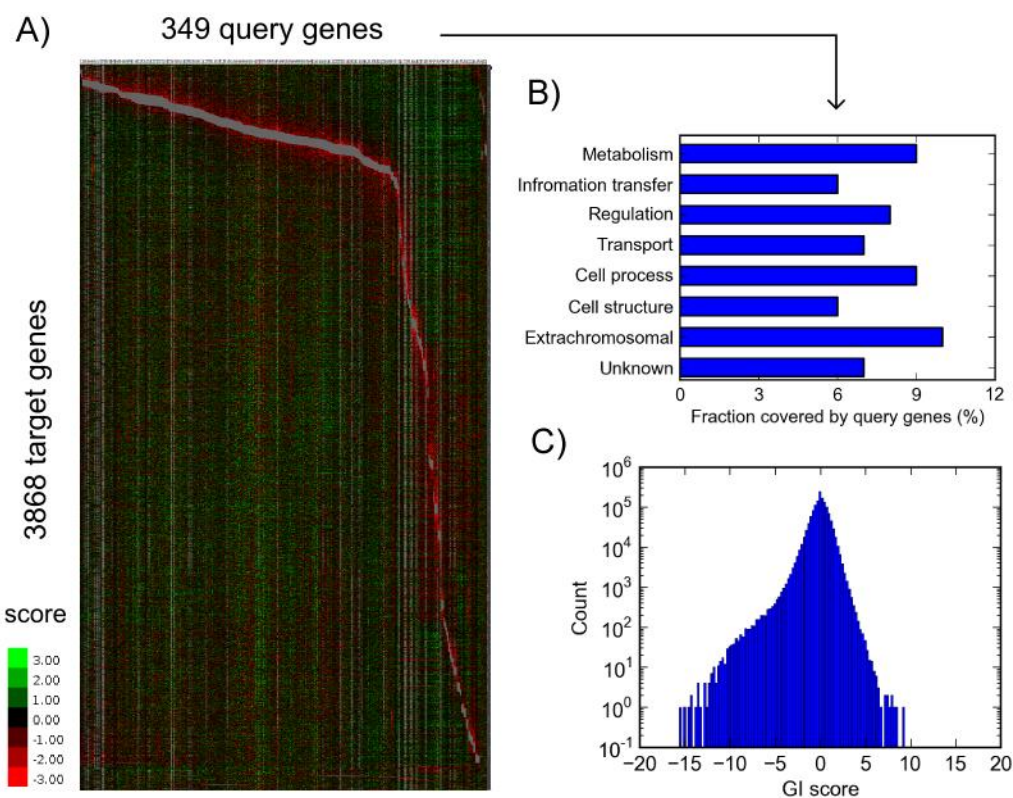 A)
349 query genes
3868 target genes
score
3.00
2.00
1.00
0.00
-1.00
-2.00
-3.00
B)
Metabolism
Infromation transfer
Regulation
Transport
Cell process
Cell structure
Extrachromosomal
Unknown
0 3 6 9 12
Fraction covered by query genes (%)
C)
Count
10^6
10^5
10^4
10^3
10^2
10^1
10^0
10^-1
−20 −15 −10 −5 0 5 10 15 20
GI score